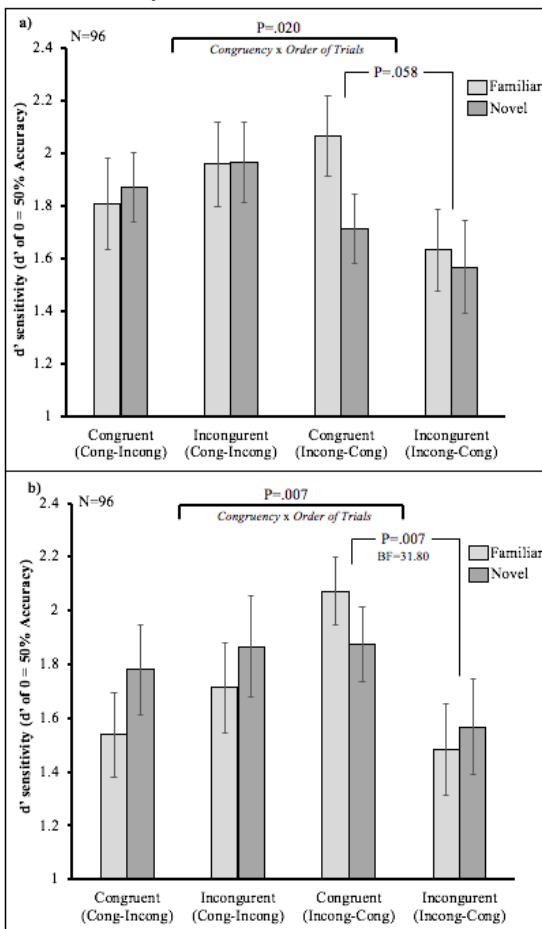 a)
N=96
P=.020
Congruency x Order of Trials
P=.058
Familiar
Novel
d' sensitivity (d' of 0 = 50% Accuracy)
2.4
2.2
2
1.8
1.6
1.4
1.2
1
Congruent
(Cong-Incong)
Incongurent
(Cong-Incong)
Congruent
(Incong-Cong)
Incongurent
(Incong-Cong)
b)
N=96
P=.007
Congruency x Order of Trials
P=.007
BF=31.80
Familiar
Novel
d' sensitivity (d' of 0 = 50% Accuracy)
2.4
2.2
2
1.8
1.6
1.4
1.2
1
Congruent
(Cong-Incong)
Incongurent
(Cong-Incong)
Congruent
(Incong-Cong)
Incongurent
(Incong-Cong)